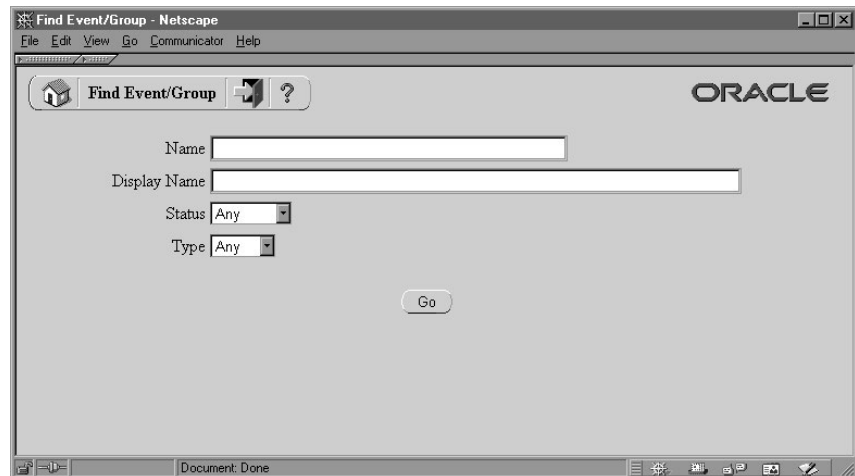 Find Event/Group - Netscape
File Edit View Go Communicator Help
Find Event/Group ? ORACLE
Name
Display Name
Status Any
Type Any
Go
Document: Done